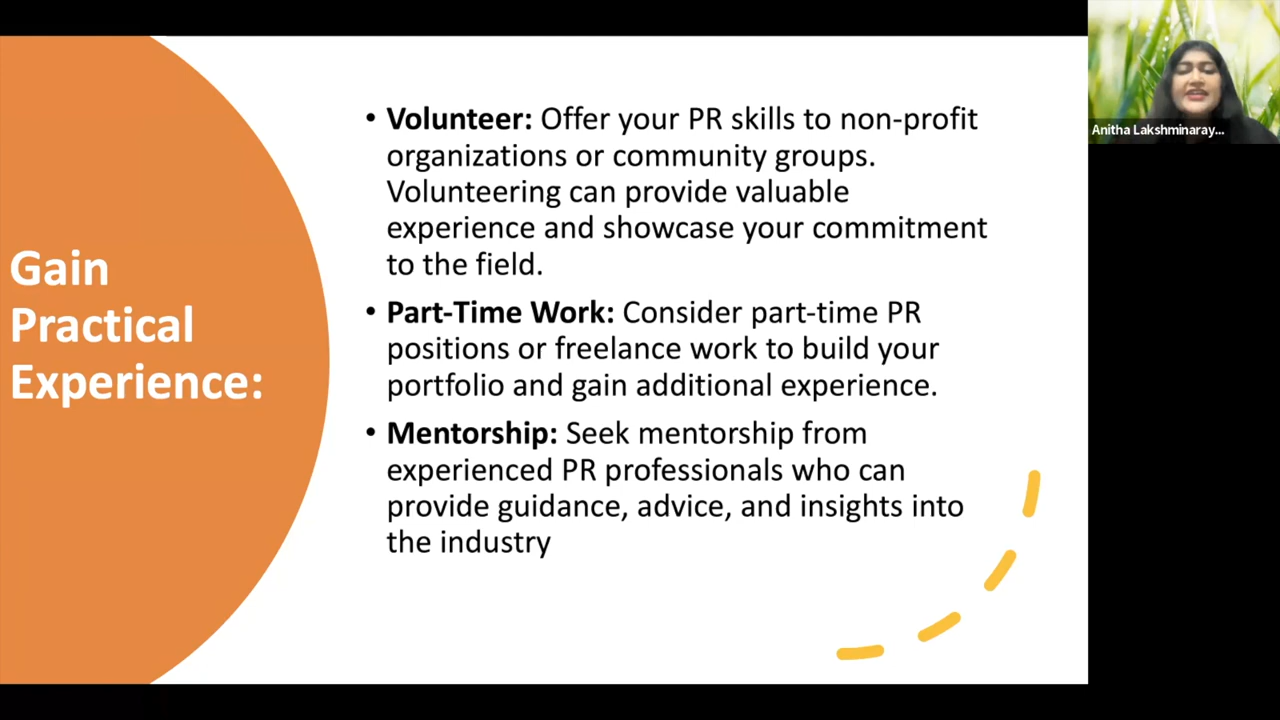 Gain
Practical
Experience:
• Volunteer: Offer your PR skills to non-profit
organizations or community groups.
Volunteering can provide valuable
experience and showcase your commitment
to the field.
• Part-Time Work: Consider part-time PR
positions or freelance work to build your
portfolio and gain additional experience.
• Mentorship: Seek mentorship from
experienced PR professionals who can
provide guidance, advice, and insights into
the industry
Anitha Lakshminaray...